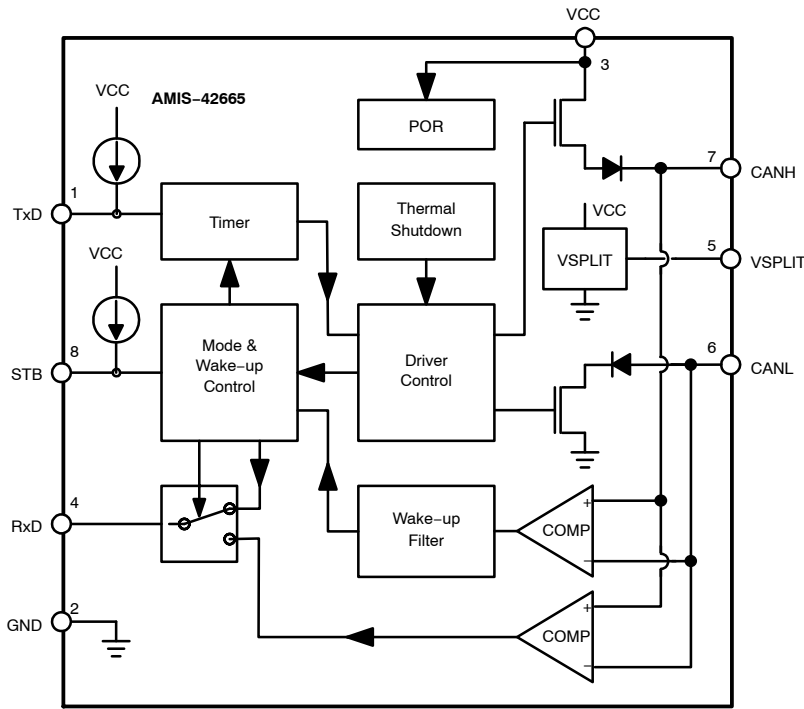 VCC
3
VCC
AMIS−42665
POR
7
CANH
1
TxD
Timer
Thermal
Shutdown
VCC
VSPLIT
5
VSPLIT
VCC
8
STB
Mode &
Wake−up
Control
Driver
Control
6
CANL
4
RxD
Wake−up
Filter
+
COMP
−
2
GND
+
COMP
−